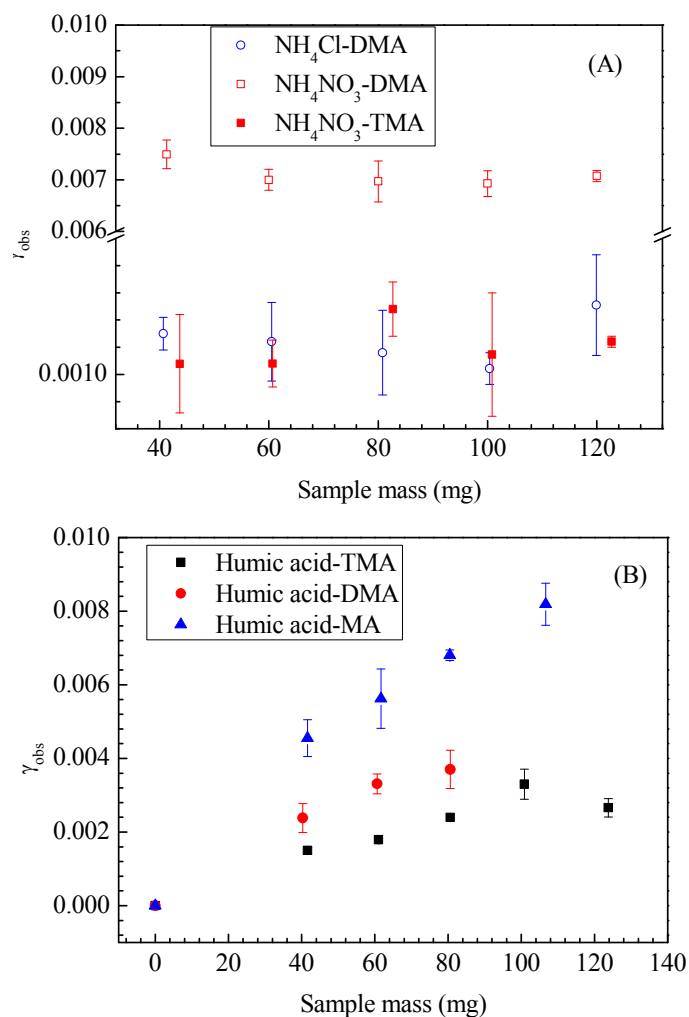 0.010
NH4Cl-DMA
(A)
NH4NO3-DMA
0.009
NH4NO3-TMA
0.008
0.007
0.006
γobs
0.001
40 60 80 100 120
Sample mass (mg)
0.010
Humic acid-TMA
(B)
Humic acid-DMA
0.008
Humic acid-MA
0.006
0.004
γobs
0.002
0.000
0 20 40 60 80 100 120 140
Sample mass (mg)